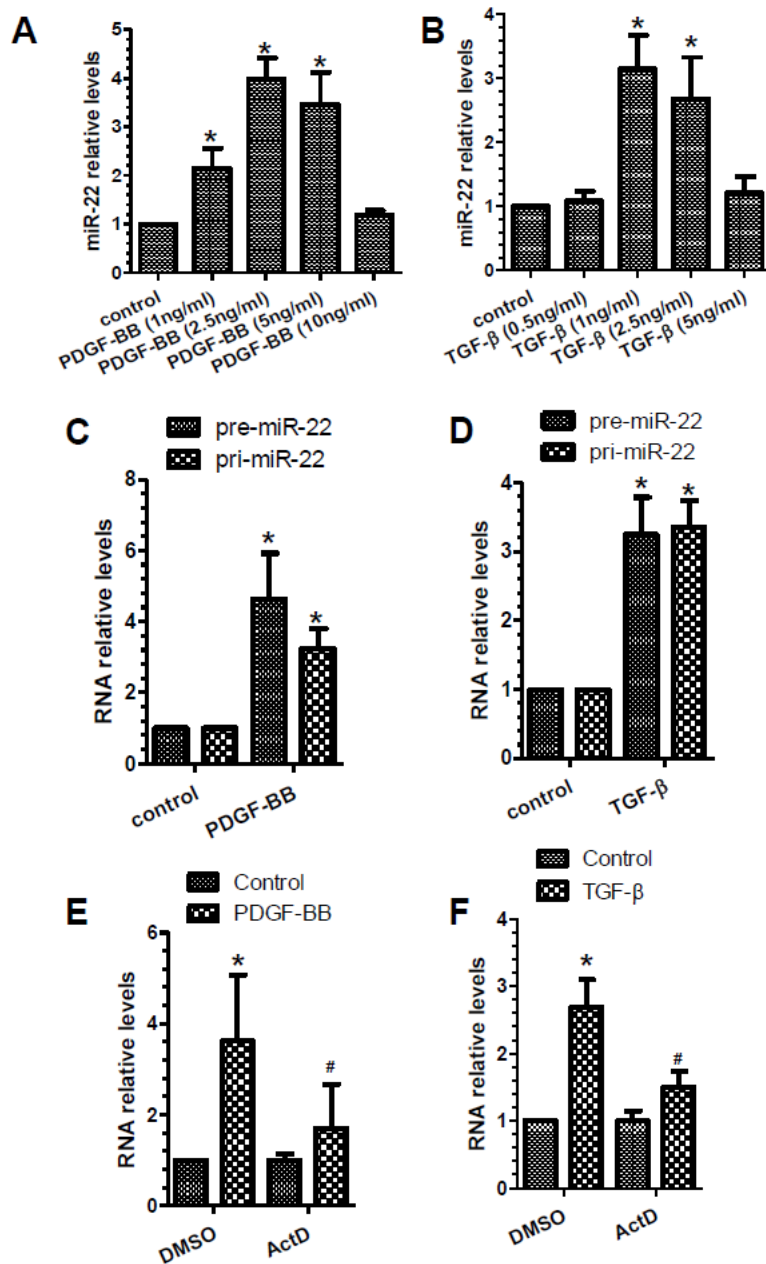 A
miR-22 relative levels
5
4
3
2
1
0
*
*
*
control
PDGF-BB (1ng/ml)
PDGF-BB (2.5ng/ml)
PDGF-BB (5ng/ml)
PDGF-BB (10ng/ml)
B
miR-22 relative levels
4
3
2
1
0
*
*
control
TGF-β (0.5ng/ml)
TGF-β (1ng/ml)
TGF-β (2.5ng/ml)
TGF-β (5ng/ml)
C
pre-miR-22
pri-miR-22
RNA relative levels
8
6
4
2
0
*
*
control
PDGF-BB
D
pre-miR-22
pri-miR-22
RNA relative levels
4
3
2
1
0
*
*
control
TGF-β
E
Control
PDGF-BB
RNA relative levels
6
4
2
0
*
#
DMSO
ActD
F
Control
TGF-β
RNA relative levels
4
3
2
1
0
*
#
DMSO
ActD